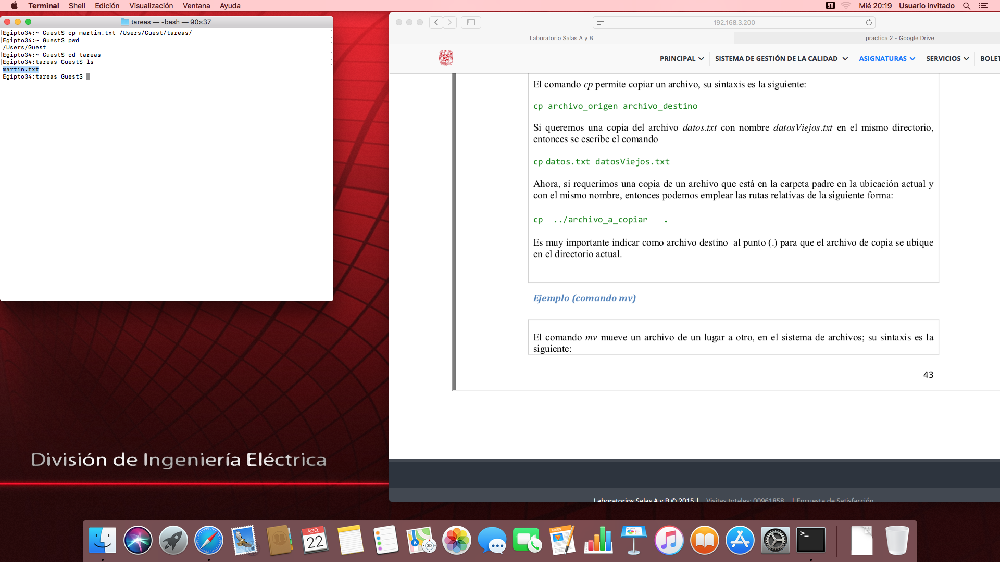 Terminal Shell Edición Visualización Ventana Ayuda
Mié 20:19 Usuario invitado
tareas — -bash — 90×37
[Egipto34:~ Guest$ cp martin.txt /Users/Guest/tareas/ ]
[Egipto34:~ Guest$ pwd ]
/Users/Guest
[Egipto34:~ Guest$ cd tareas ]
[Egipto34:tareas Guest$ ls ]
martin.txt
Egipto34:tareas Guest$
192.168.3.200
Laboratorio Salas A y B
practica 2 - Google Drive
PRINCIPAL SISTEMA DE GESTIÓN DE LA CALIDAD ASIGNATURAS SERVICIOS BOLET
El comando cp permite copiar un archivo, su sintaxis es la siguiente:
cp archivo_origen archivo_destino
Si queremos una copia del archivo datos.txt con nombre datosViejos.txt en el mismo directorio,
entonces se escribe el comando
cp datos.txt datosViejos.txt
Ahora, si requerimos una copia de un archivo que está en la carpeta padre en la ubicación actual y
con el mismo nombre, entonces podemos emplear las rutas relativas de la siguiente forma:
cp ../archivo_a_copiar .
Es muy importante indicar como archivo destino al punto (.) para que el archivo de copia se ubique
en el directorio actual.
Ejemplo (comando mv)
El comando mv mueve un archivo de un lugar a otro, en el sistema de archivos; su sintaxis es la
siguiente:
43
División de Ingeniería Eléctrica
Laboratorios Salas A y B © 2015 | Visitas totales: 00961858 | Encuesta de Satisfacción
AGO.
22
3D
PAGES
>_